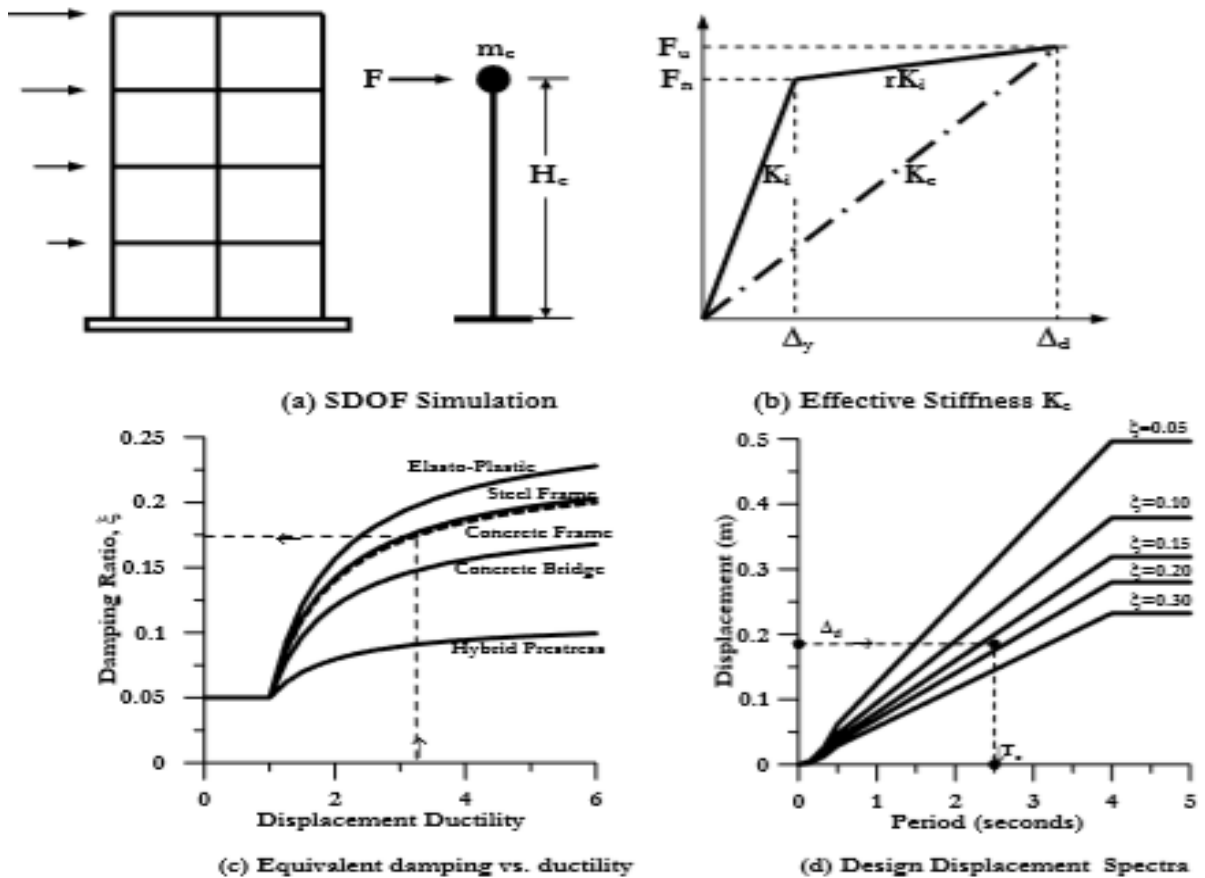 F
mₑ
Hₑ
(a) SDOF Simulation
Fᵤ
Fₙ
rKᵢ
Kᵢ
Kₑ
Δy
Δd
(b) Effective Stiffness Kₑ
0.25
0.2
0.15
0.1
0.05
0
Damping Ratio, ξ
Elasto-Plastic
Steel Frame
Concrete Frame
Concrete Bridge
Hybrid Prestress
0 2 4 6
Displacement Ductility
(c) Equivalent damping vs. ductility
0.5
0.4
0.3
0.2
0.1
0
Displacement (m)
ξ=0.05
ξ=0.10
ξ=0.15
ξ=0.20
ξ=0.30
Δd
Tₑ
0 1 2 3 4 5
Period (seconds)
(d) Design Displacement Spectra